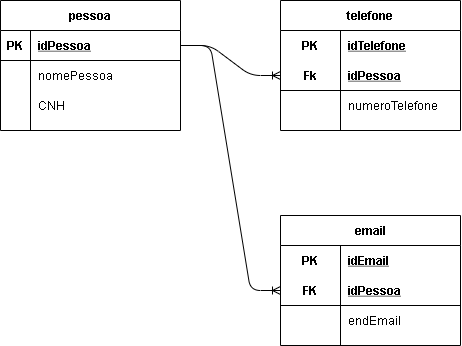 pessoa
PK idPessoa
nomePessoa
CNH
telefone
PK idTelefone
Fk idPessoa
numeroTelefone
email
PK idEmail
FK idPessoa
endEmail